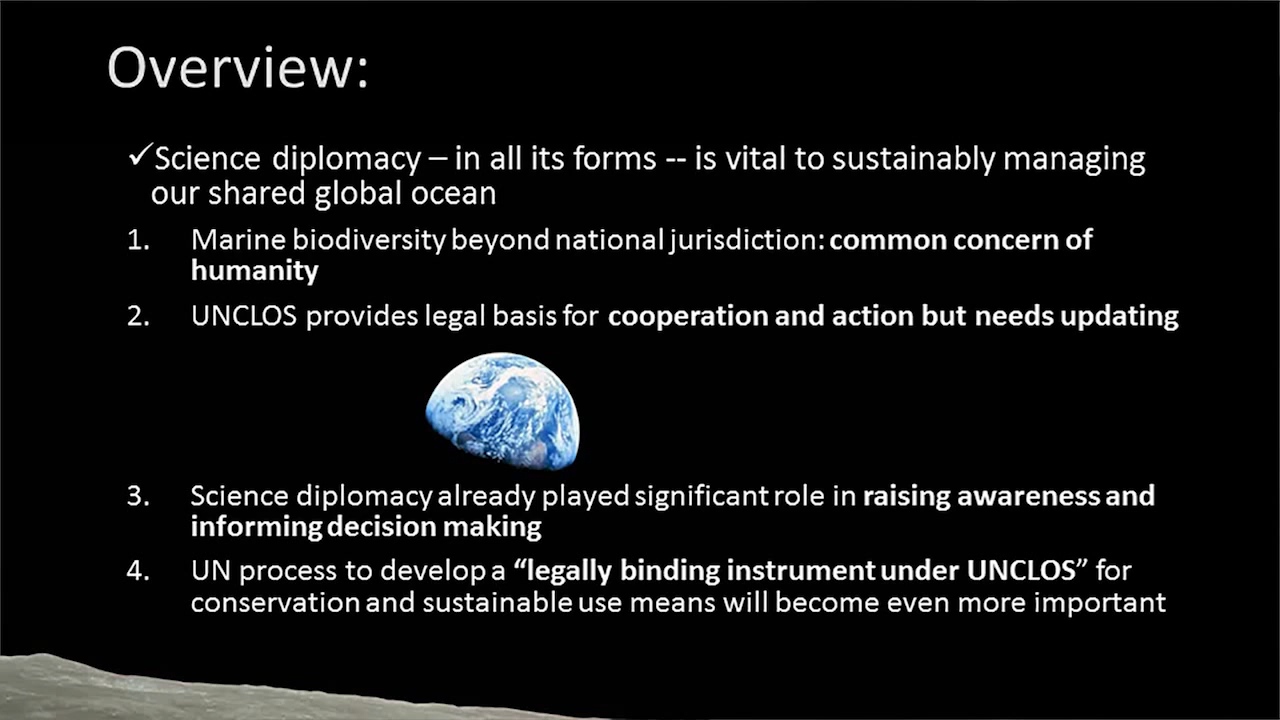 Overview:
✓Science diplomacy – in all its forms -- is vital to sustainably managing
our shared global ocean
1. Marine biodiversity beyond national jurisdiction: common concern of
humanity
2. UNCLOS provides legal basis for cooperation and action but needs updating
3. Science diplomacy already played significant role in raising awareness and
informing decision making
4. UN process to develop a “legally binding instrument under UNCLOS” for
conservation and sustainable use means will become even more important